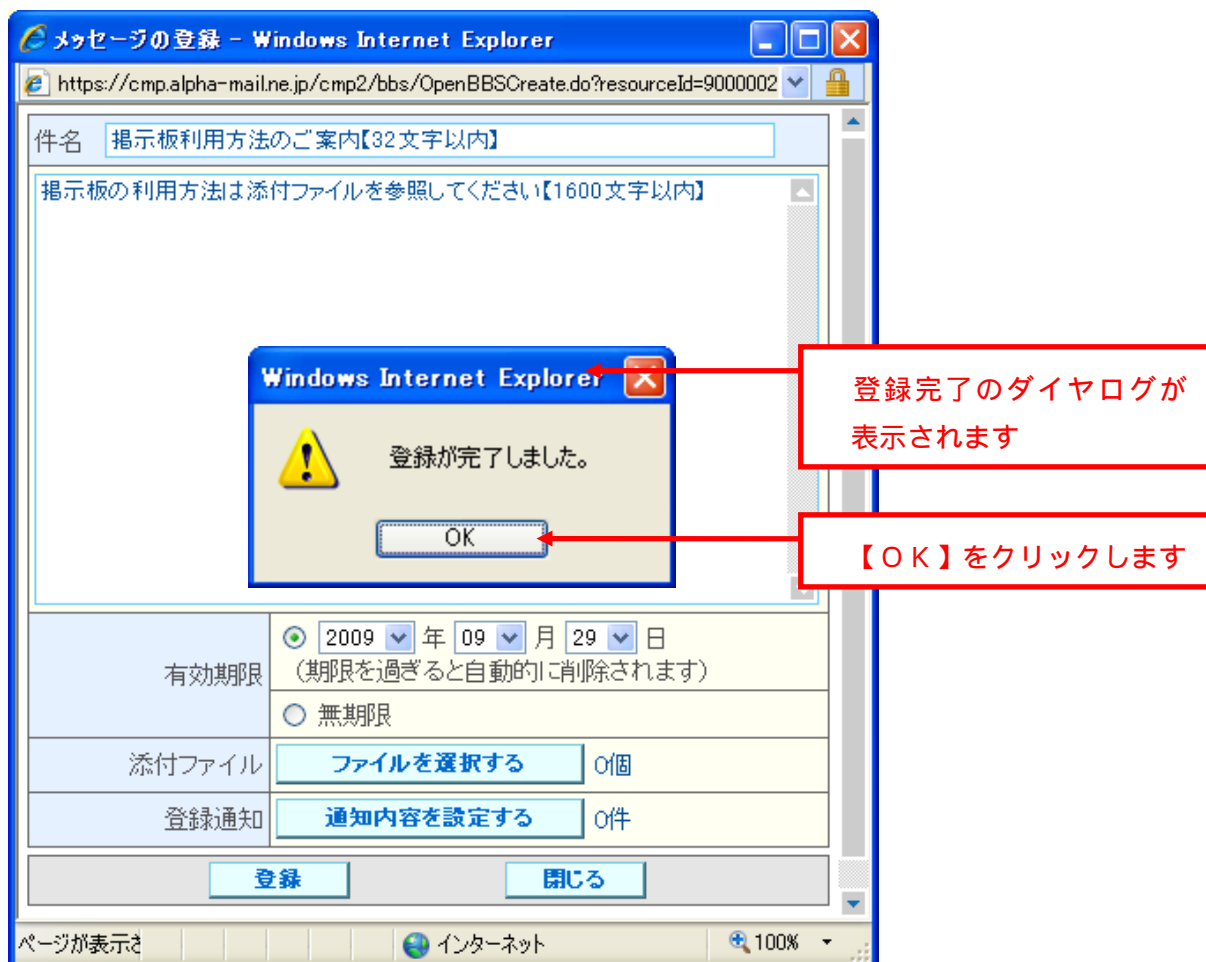 メッセージの登録 - Windows Internet Explorer
https://cmp.alpha-mail.ne.jp/cmp2/bbs/OpenBBSCreate.do?resourceId=9000002
件名 掲示板利用方法のご案内【32文字以内】
掲示板の利用方法は添付ファイルを参照してください【1600文字以内】
Windows Internet Explorer
登録が完了しました。
OK
登録完了のダイヤログが
表示されます
【OK】をクリックします
有効期限
2009 年 09 月 29 日
（期限を過ぎると自動的に削除されます）
無期限
添付ファイル ファイルを選択する 0個
登録通知 通知内容を設定する 0件
登録 閉じる
ページが表示さ インターネット 100%